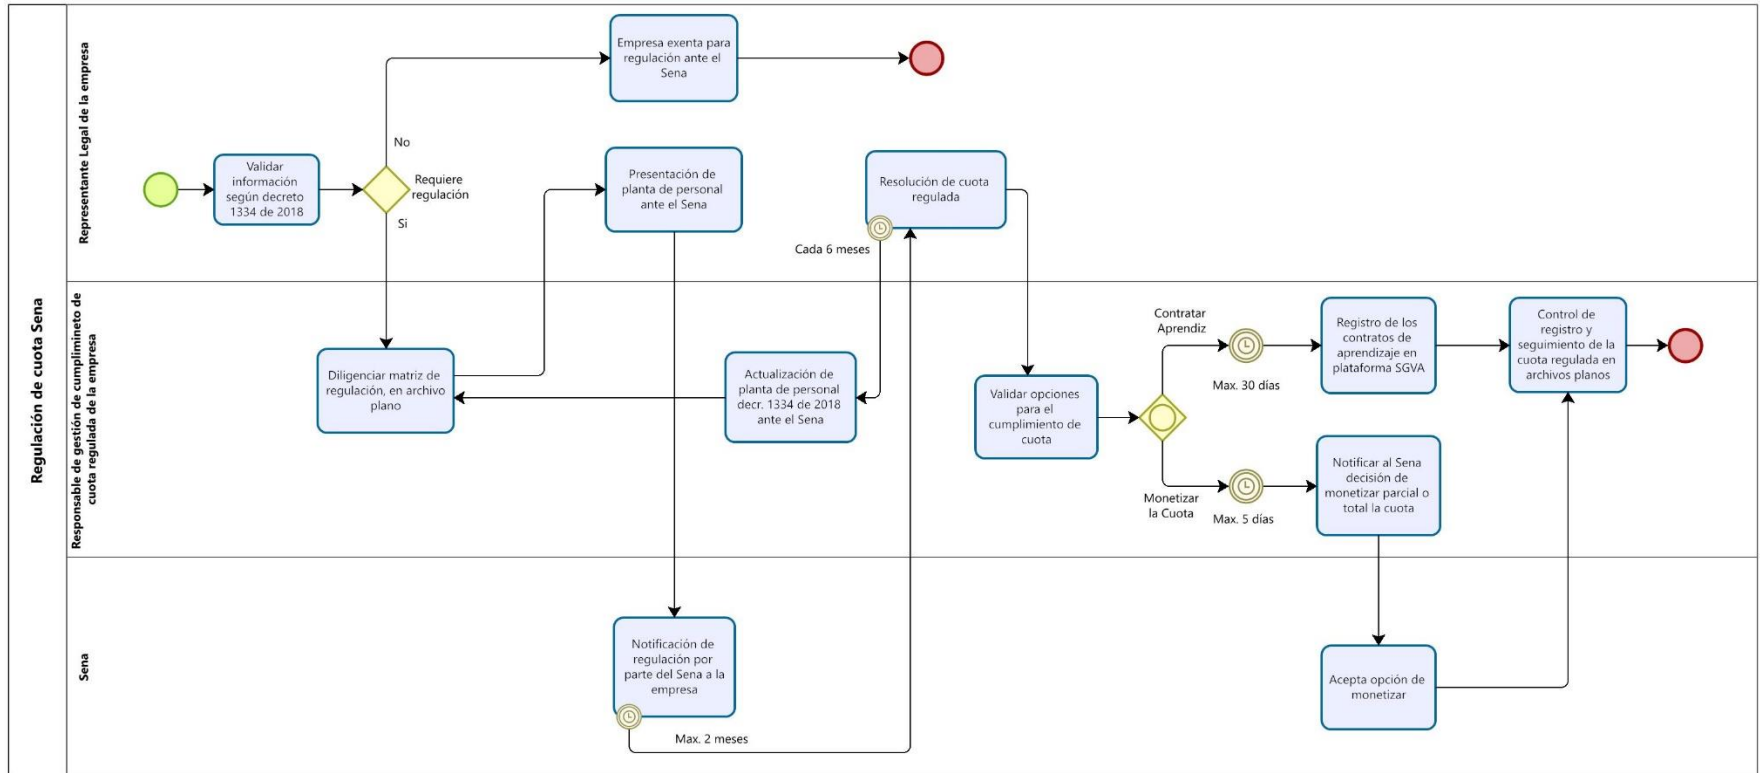 Regulación de cuota Sena
Representante Legal de la empresa
Empresa exenta para
regulación ante el
Sena
No
Validar
información
según decreto
1334 de 2018
Requiere
regulación
Si
Presentación de
planta de personal
ante el Sena
Resolución de cuota
regulada
Cada 6 meses
Responsable de gestión de cumplimineto de
cuota regulada de la empresa
Diligenciar matriz de
regulación, en archivo
plano
Actualización de
planta de personal
decr. 1334 de 2018
ante el Sena
Validar opciones
para el
cumplimiento de
cuota
Contratar
Aprendiz
Max. 30 días
Registro de los
contratos de
aprendizaje en
plataforma SGVA
Control de
registro y
seguimiento de la
cuota regulada en
archivos planos
Monetizar
la Cuota
Max. 5 días
Notificar al Sena
decisión de
monetizar parcial o
total la cuota
Sena
Notificación de
regulación por
parte del Sena a la
empresa
Max. 2 meses
Acepta opción de
monetizar